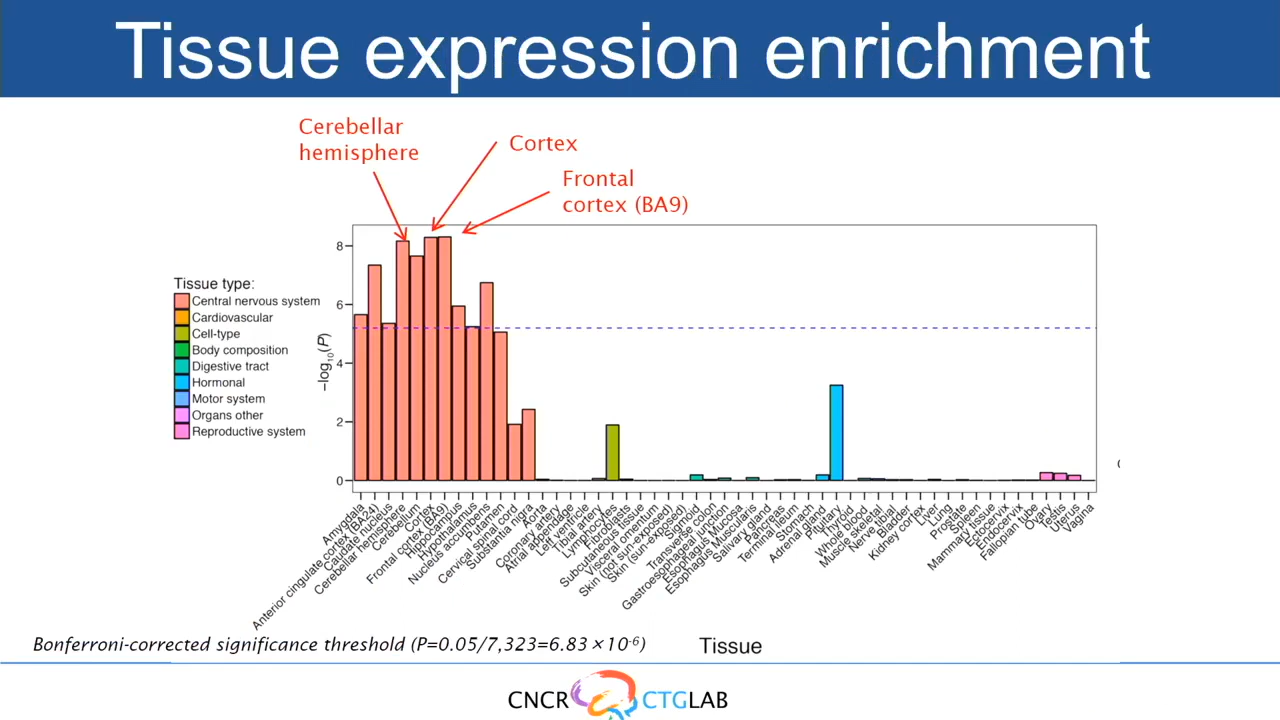 Tissue expression enrichment
Cerebellar
hemisphere
Cortex
Frontal
cortex (BA9)
Tissue type:
Central nervous system
Cardiovascular
Cell-type
Body composition
Digestive tract
Hormonal
Motor system
Organs other
Reproductive system
−log10(P)
8
6
4
2
0
Amygdala
Anterior cingulate cortex (BA24)
Caudate nucleus
Cerebellar hemisphere
Cerebellum
Cortex
Frontal cortex (BA9)
Hippocampus
Hypothalamus
Nucleus accumbens
Putamen
Cervical spinal cord
Substantia nigra
Aorta
Coronary artery
Atrial appendage
Left ventricle
Tibial artery
Lymphocytes
Fibroblasts
Subcutaneous tissue
Visceral omentum
Skin (not sun-exposed)
Skin (sun-exposed)
Sigmoid
Transverse colon
Gastroesophageal junction
Esophagus Mucosa
Esophagus Muscularis
Salivary gland
Pancreas
Terminal ileum
Stomach
Adrenal gland
Pituitary
Thyroid
Whole blood
Muscle skeletal
Nerve tibial
Bladder
Kidney cortex
Liver
Lung
Prostate
Spleen
Mammary tissue
Ectocervix
Endocervix
Fallopian tube
Ovary
Testis
Uterus
Vagina
Bonferroni-corrected significance threshold (P=0.05/7,323=6.83×10-6)
Tissue
CNCR CTGLAB